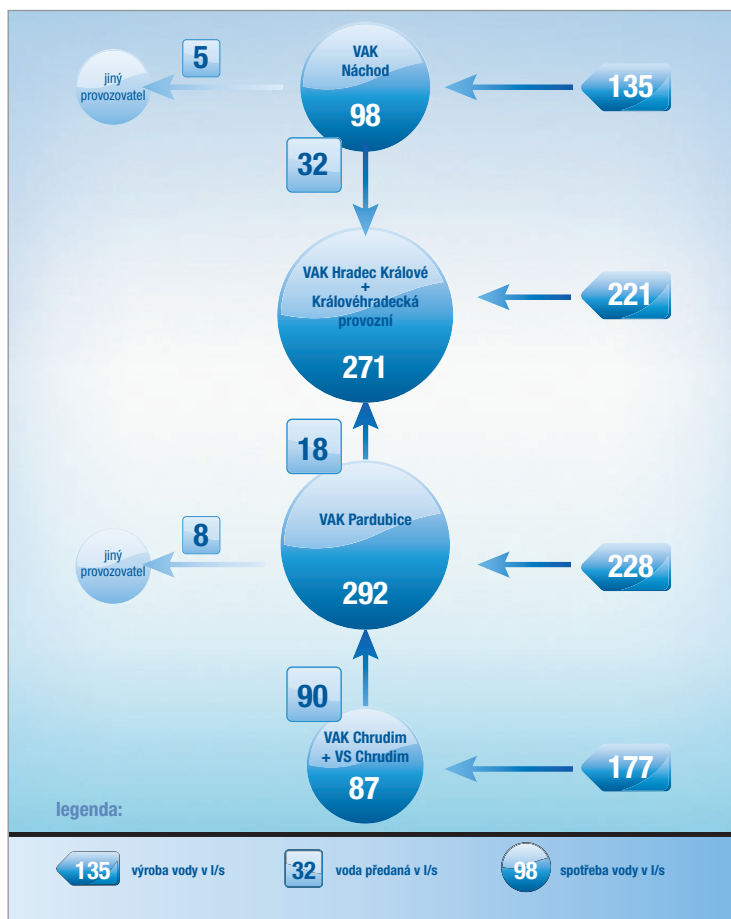 5
jiný
provozovatel
VAK
Náchod
98
135
32
VAK Hradec Králové
+
Královéhradecká
provozní
271
221
18
VAK Pardubice
292
8
jiný
provozovatel
228
90
VAK Chrudim
+ VS Chrudim
87
177
legenda:
135 výroba vody v l/s
32 voda předaná v l/s
98 spotřeba vody v l/s